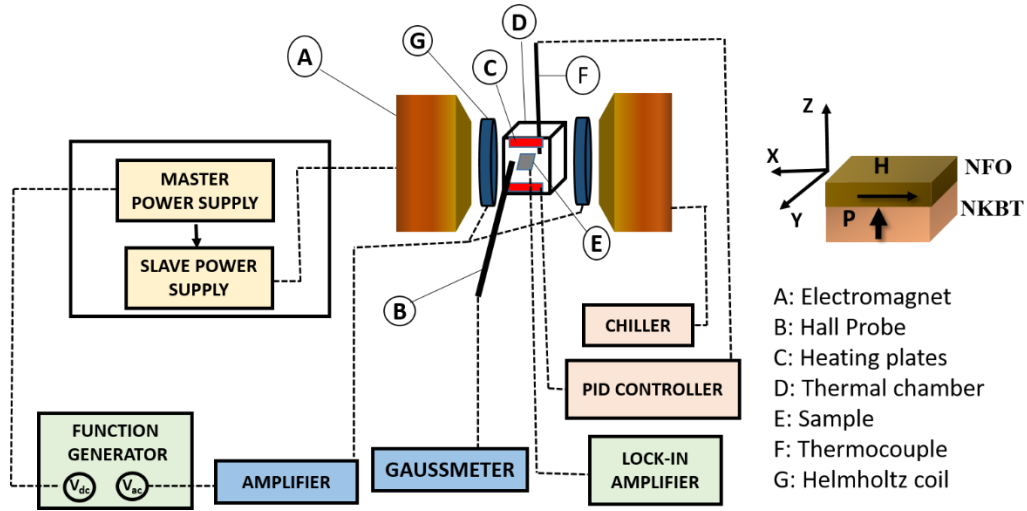 D
G
C
A
F
MASTER
POWER SUPPLY
SLAVE POWER
SUPPLY
E
B
CHILLER
PID CONTROLLER
FUNCTION
GENERATOR
Vdc
Vac
AMPLIFIER
GAUSSMETER
LOCK-IN
AMPLIFIER
Z
X
Y
H
P
NFO
NKBT
A: Electromagnet
B: Hall Probe
C: Heating plates
D: Thermal chamber
E: Sample
F: Thermocouple
G: Helmholtz coil